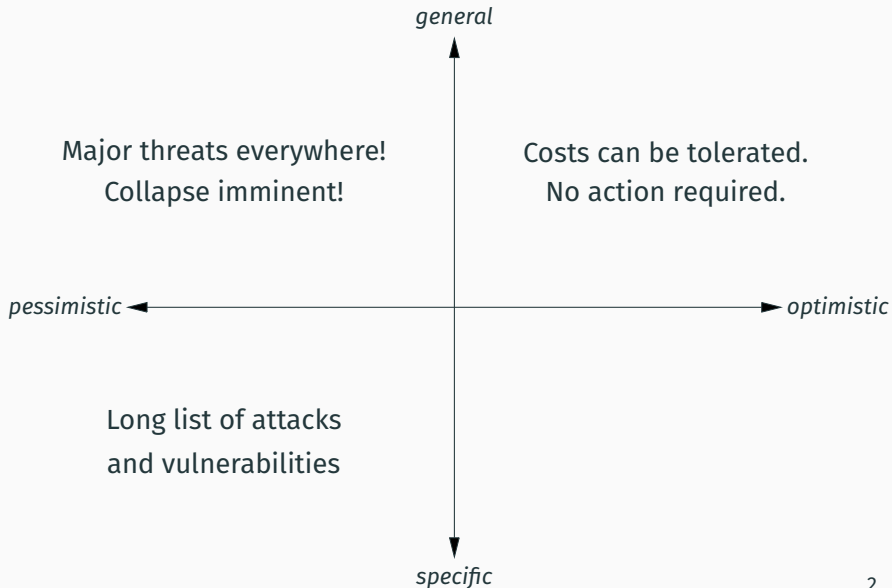 general
Major threats everywhere!
Collapse imminent!
Costs can be tolerated.
No action required.
pessimistic
optimistic
Long list of attacks
and vulnerabilities
specific
2